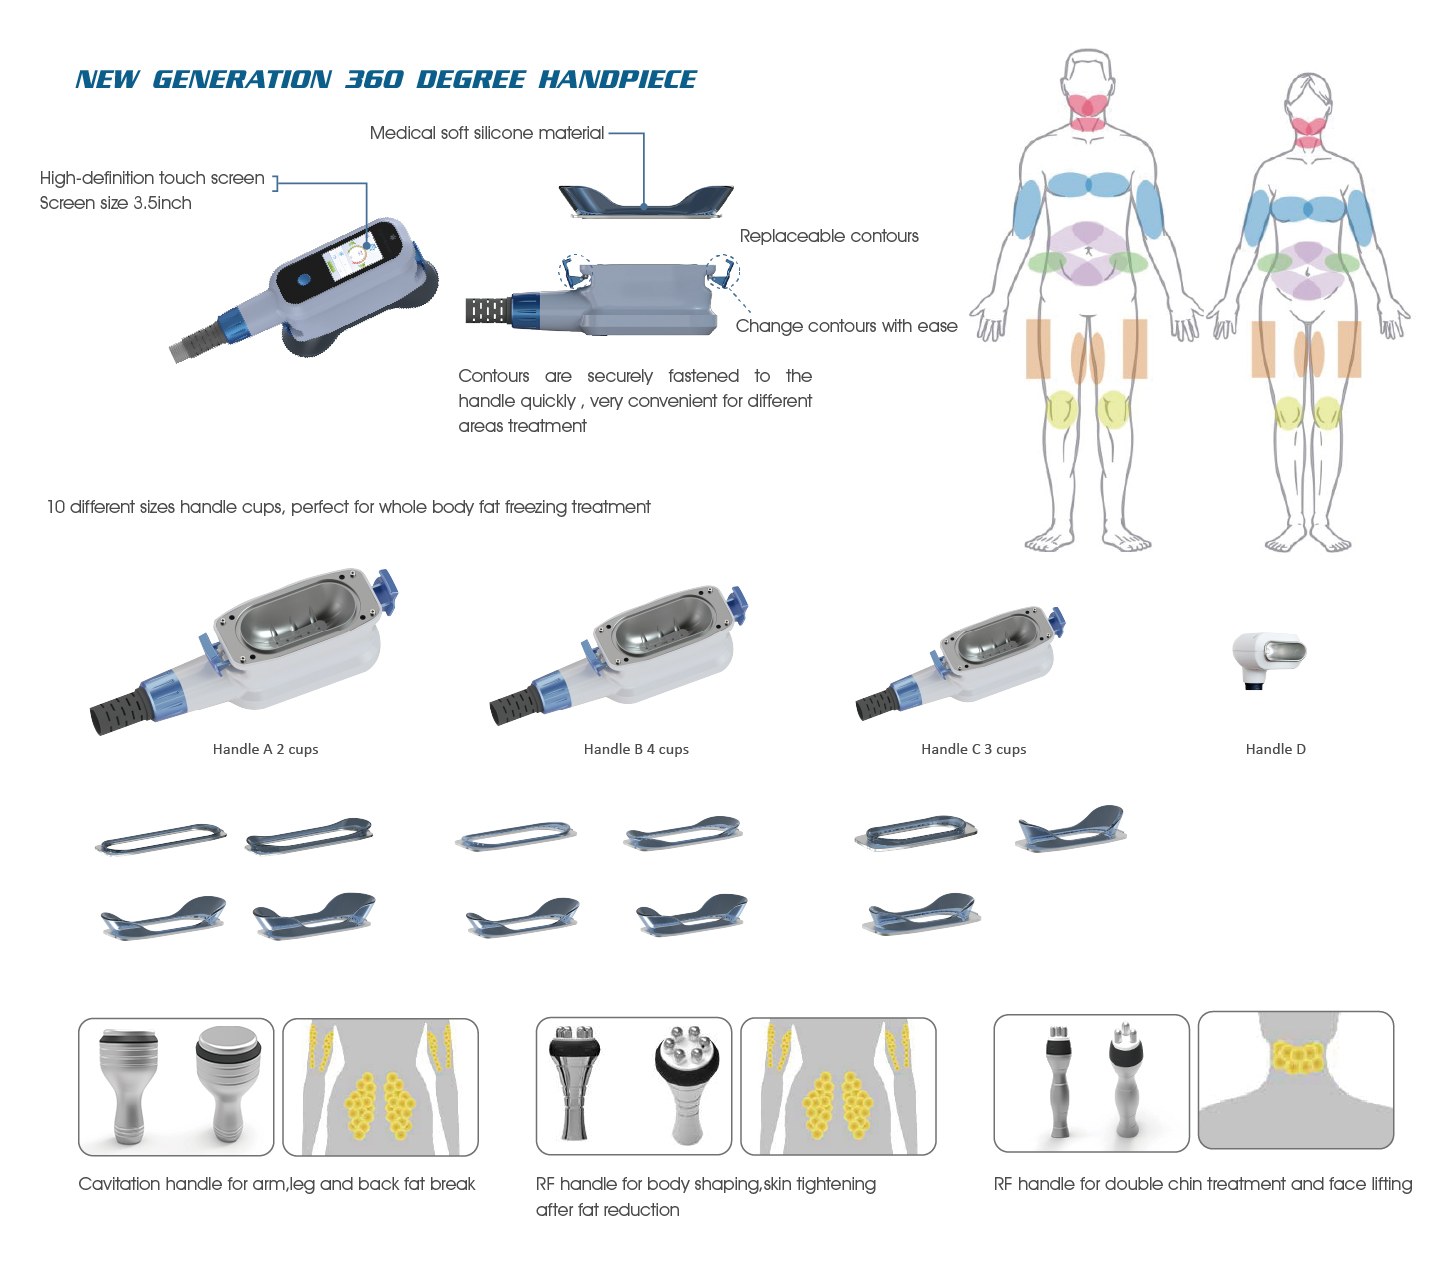 NEW GENERATION 360 DEGREE HANDPIECE
Medical soft silicone material
High-definition touch screen
Screen size 3.5inch
Replaceable contours
Change contours with ease
Contours are securely fastened to the
handle quickly , very convenient for different
areas treatment
10 different sizes handle cups, perfect for whole body fat freezing treatment
Handle A 2 cups
Handle B 4 cups
Handle C 3 cups
Handle D
Cavitation handle for arm,leg and back fat break
RF handle for body shaping,skin tightening
after fat reduction
RF handle for double chin treatment and face lifting